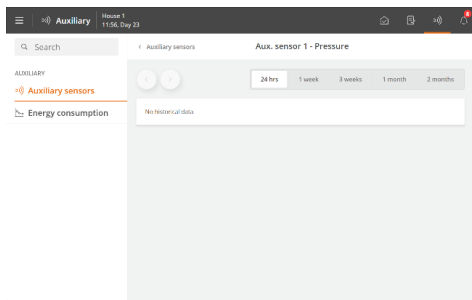 Auxiliary
House 1
11:56, Day 23
8
Search
Auxiliary sensors
Aux. sensor 1 - Pressure
AUXILIARY
Auxiliary sensors
Energy consumption
24 hrs
1 week
3 weeks
1 month
2 months
No historical data